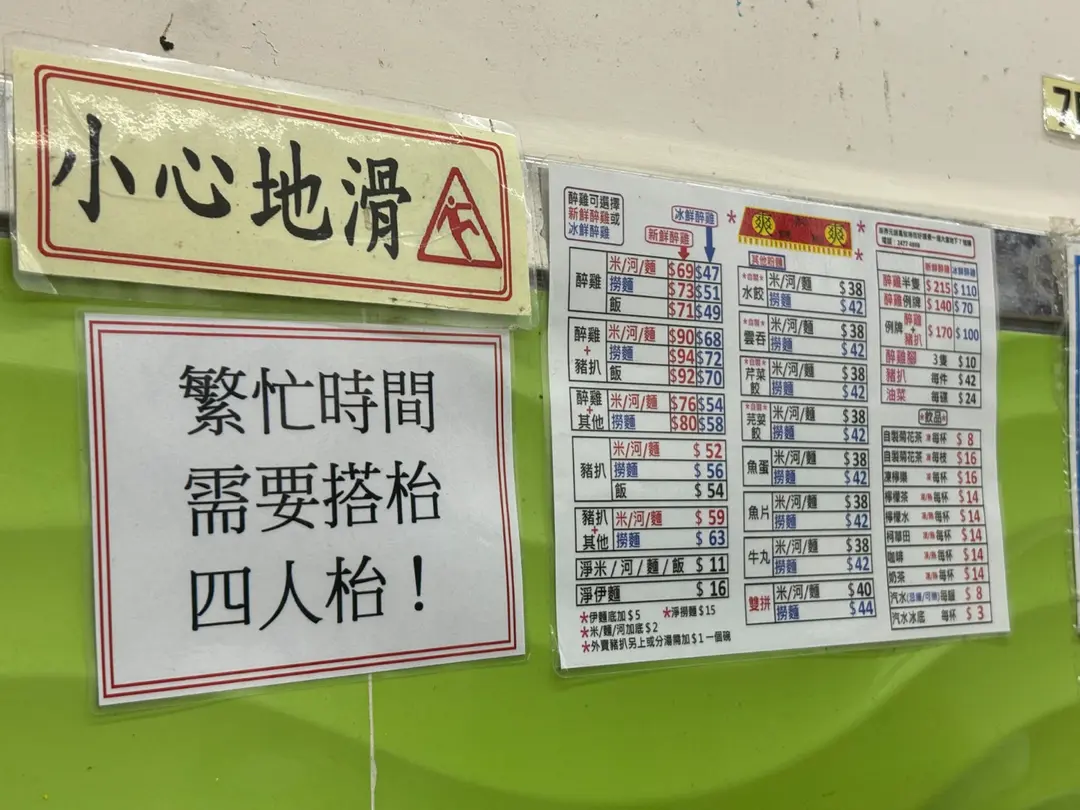 小心地滑
繁忙時間
需要搭枱
四人枱！
醉雞可選擇
新鮮醉雞或
冰鮮醉雞
冰鮮醉雞
新鮮醉雞
醉雞 米/河/麵 $69 $47
撈麵 $73 $51
飯 $71 $49
醉雞+豬扒 米/河/麵 $90 $68
撈麵 $94 $72
飯 $92 $70
醉雞+其他 米/河/麵 $76 $54
撈麵 $80 $58
豬扒 米/河/麵 $52
撈麵 $56
飯 $54
豬扒+其他 米/河/麵 $59
撈麵 $63
淨米/河/麵/飯 $11
淨伊麵 $16
*伊麵底加$5 *淨撈麵$15
*米/麵/河加底$2
*外賣豬扒另上或分湯需加$1一個碗
爽 爽
其他粉麵
*自製* 水餃 米/河/麵 $38
撈麵 $42
*自製* 雲吞 米/河/麵 $38
撈麵 $42
*自製* 芹菜餃 米/河/麵 $38
撈麵 $42
*自製* 芫荽餃 米/河/麵 $38
撈麵 $42
魚蛋 米/河/麵 $38
撈麵 $42
魚片 米/河/麵 $38
撈麵 $42
牛丸 米/河/麵 $38
撈麵 $42
雙拼 米/河/麵 $40
撈麵 $44
新鮮醉雞 冰鮮醉雞
醉雞半隻 $215 $110
醉雞例牌 $140 $70
例牌 醉雞+豬扒 $170 $100
醉雞腳 3隻 $10
豬扒 每件 $42
油菜 每碟 $24
*飲品*
自製菊花茶 每杯 $8
自製菊花茶 每枝 $16
凍檸樂 每杯 $16
檸檬茶 每杯 $14
檸檬水 每杯 $14
阿華田 每杯 $14
咖啡 每杯 $14
奶茶 每杯 $14
汽水 每罐 $8
汽水冰底 每杯 $3